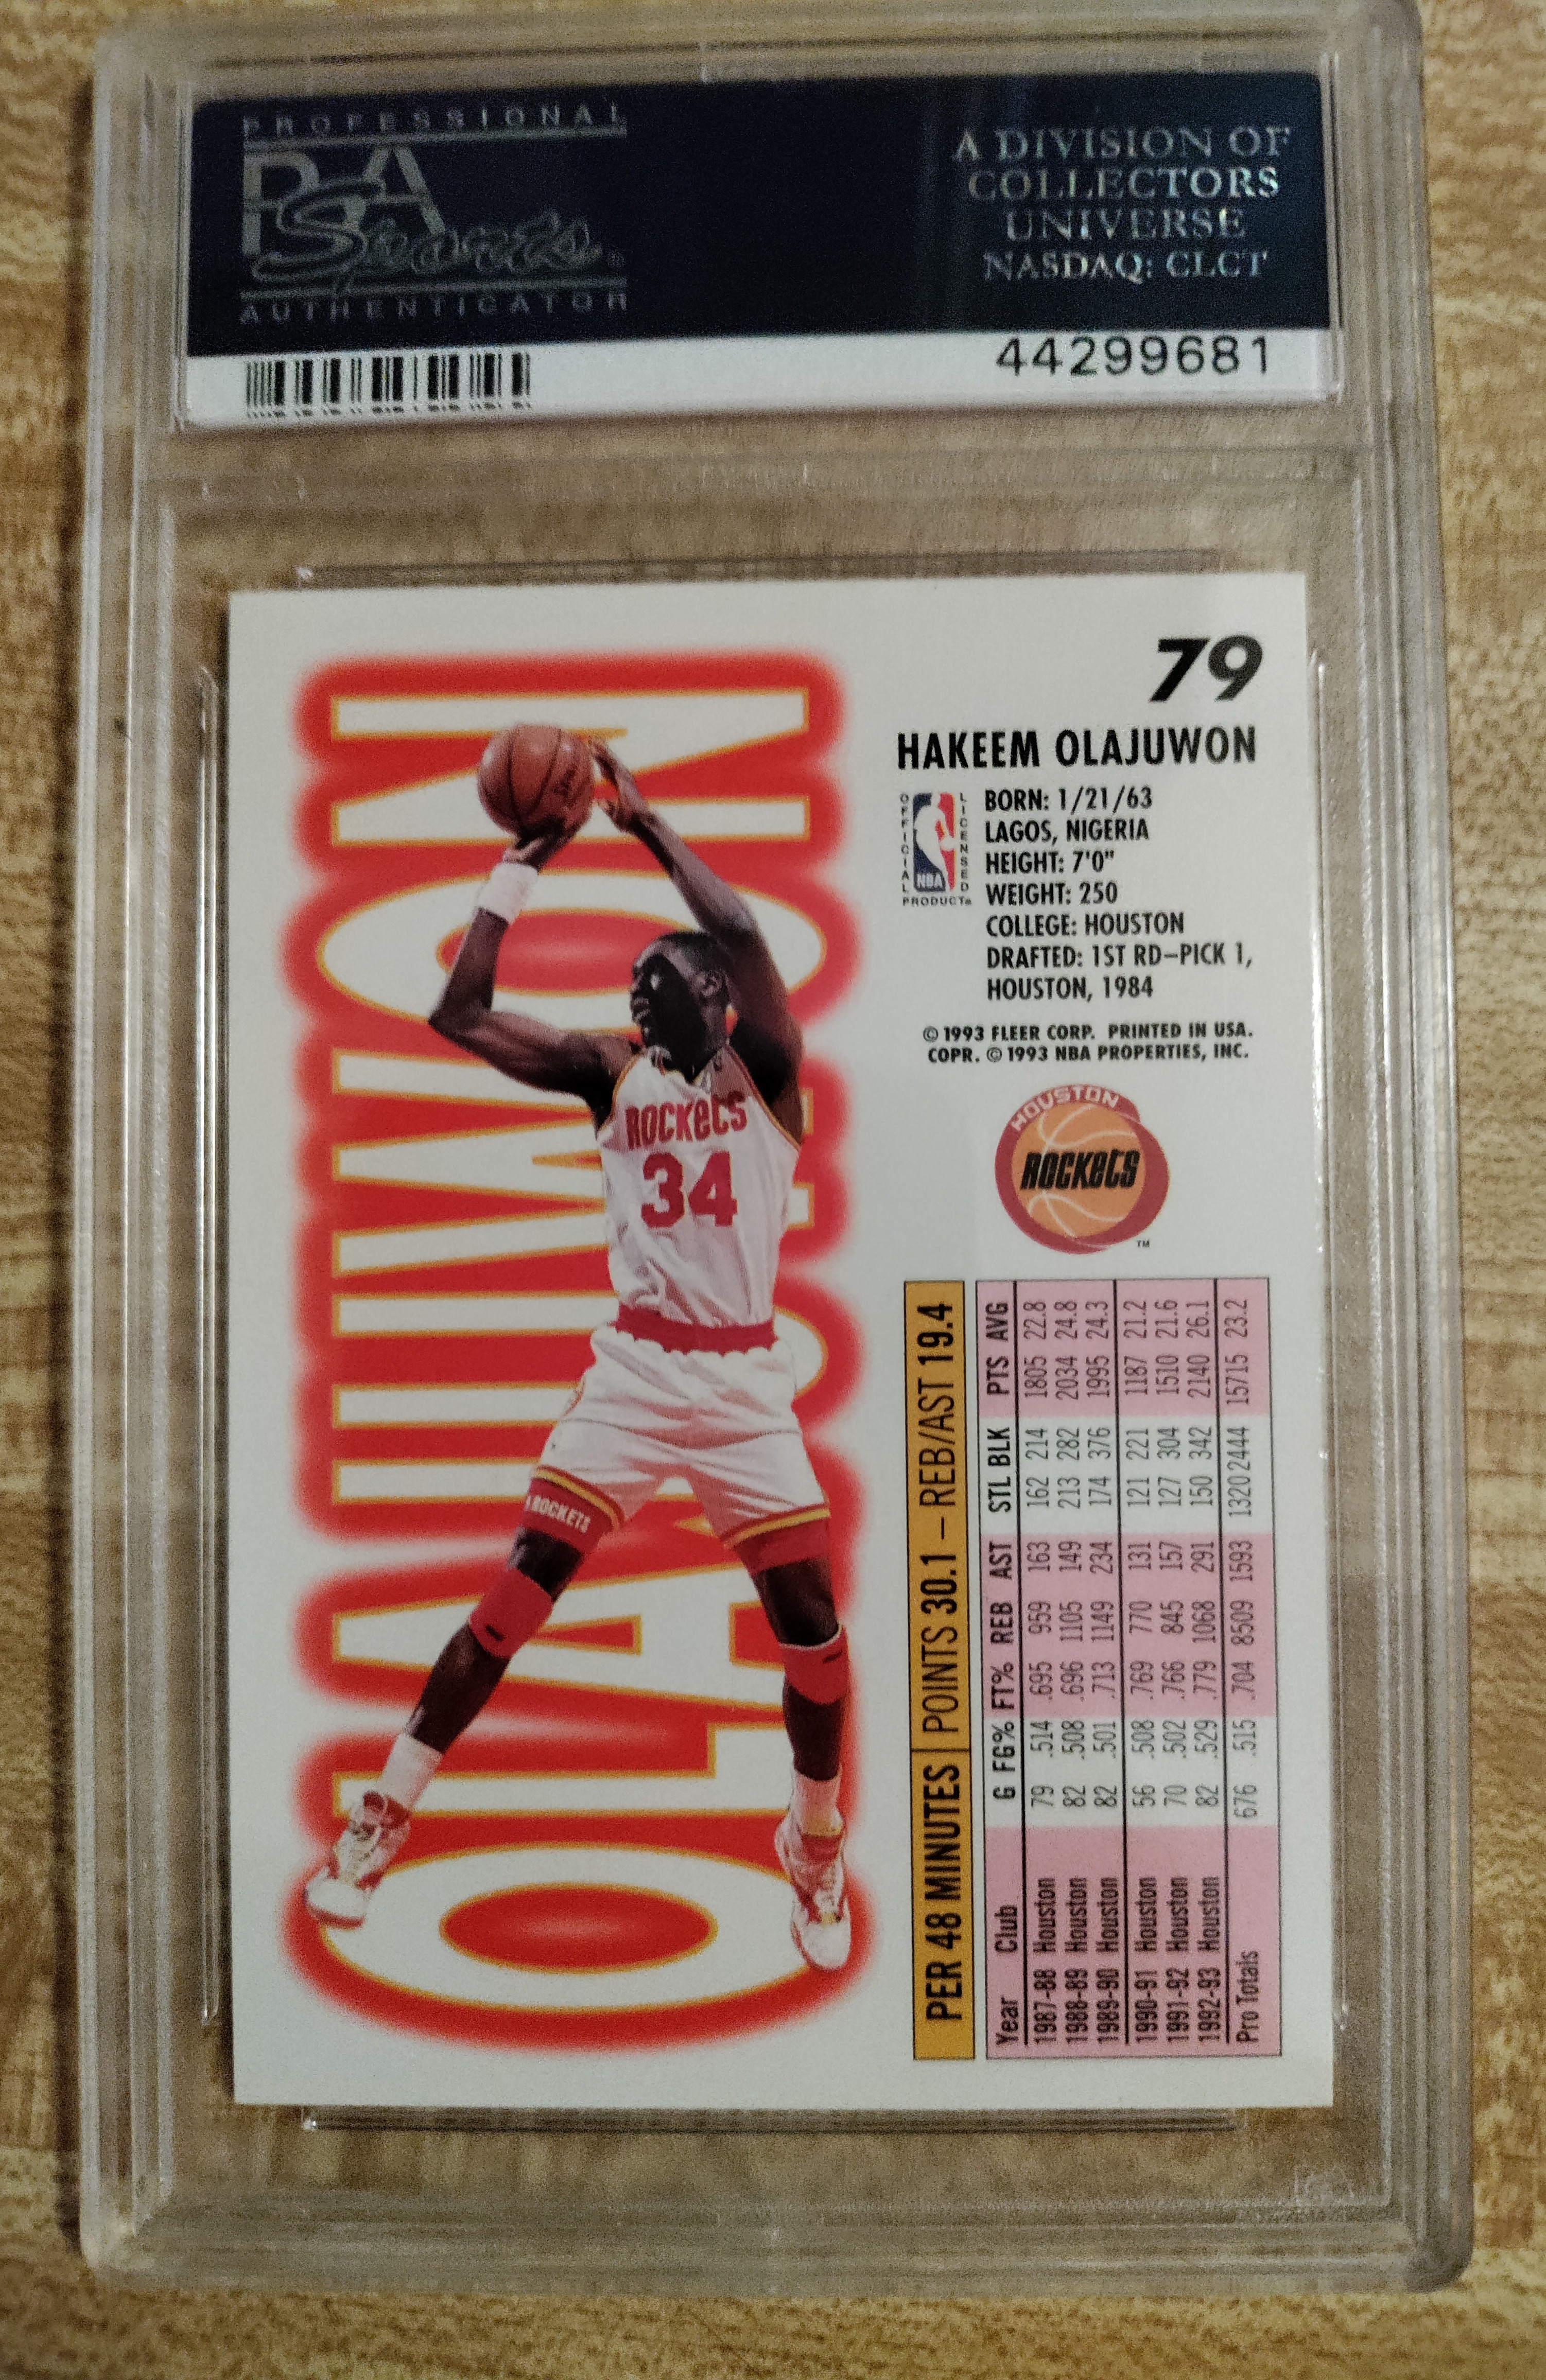 PROFESSIONAL
PSA
Sports
AUTHENTICATOR
A DIVISION OF
COLLECTORS
UNIVERSE
NASDAQ: CLCT
44299681
79
HAKEEM OLAJUWON
OFFICIAL
LICENSED
NBA
PRODUCT
BORN: 1/21/63
LAGOS, NIGERIA
HEIGHT: 7'0"
WEIGHT: 250
COLLEGE: HOUSTON
DRAFTED: 1ST RD–PICK 1,
HOUSTON, 1984
© 1993 FLEER CORP. PRINTED IN USA.
COPR. © 1993 NBA PROPERTIES, INC.
HOUSTON
ROCKETS
TM
OLAJUWON
ROCKETS
34
ROCKETS
PER 48 MINUTES | POINTS 30.1 – REB/AST 19.4
Year Club G FG% FT% REB AST STL BLK PTS AVG
1987-88 Houston 79 .514 .695 959 163 162 214 1805 22.8
1988-89 Houston 82 .508 .696 1105 149 213 282 2034 24.8
1989-90 Houston 82 .501 .713 1149 234 174 376 1995 24.3
1990-91 Houston 56 .508 .769 770 131 121 221 1187 21.2
1991-92 Houston 70 .502 .766 845 157 127 304 1510 21.6
1992-93 Houston 82 .529 .779 1068 291 150 342 2140 26.1
Pro Totals 676 .515 .704 8509 1593 1320 2444 15715 23.2